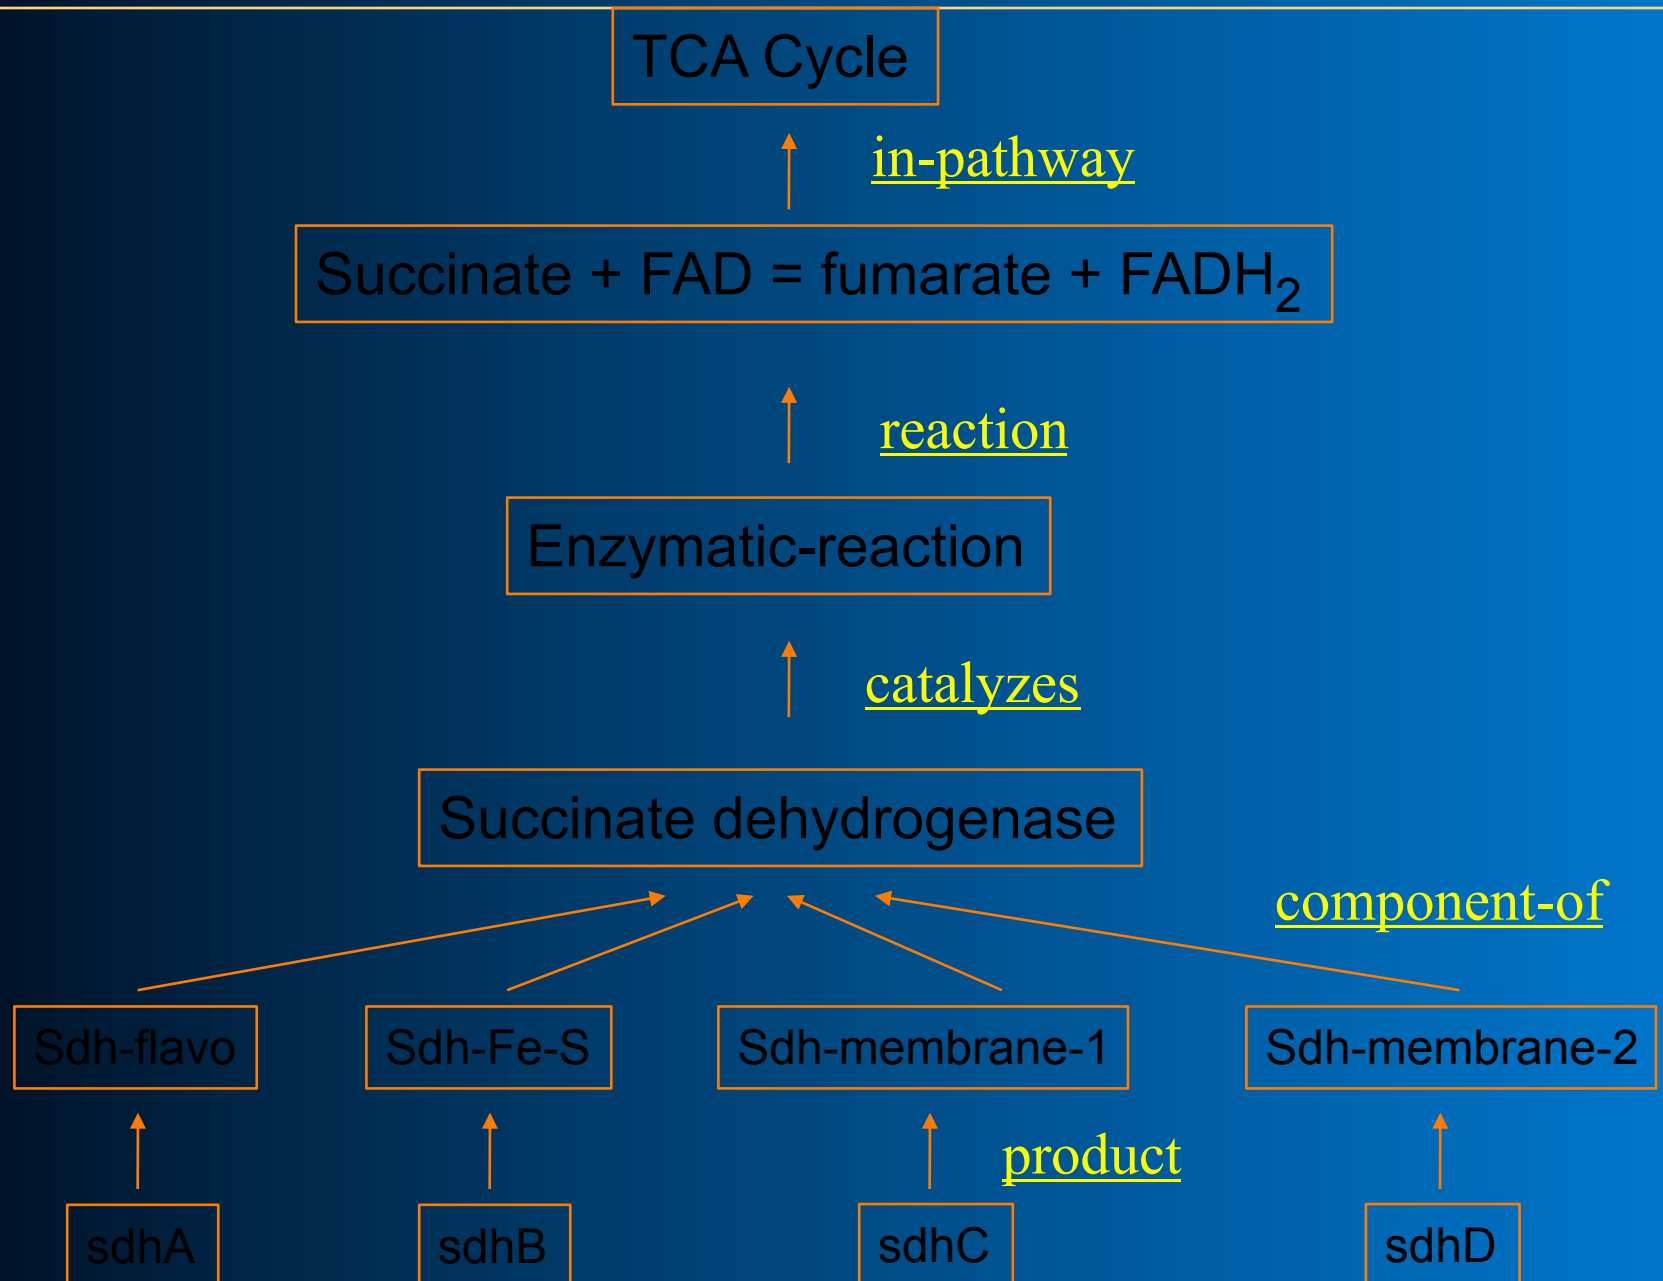 TCA Cycle
in-pathway
Succinate + FAD = fumarate + FADH₂
reaction
Enzymatic-reaction
catalyzes
Succinate dehydrogenase
component-of
Sdh-flavo
Sdh-Fe-S
Sdh-membrane-1
Sdh-membrane-2
product
sdhA
sdhB
sdhC
sdhD